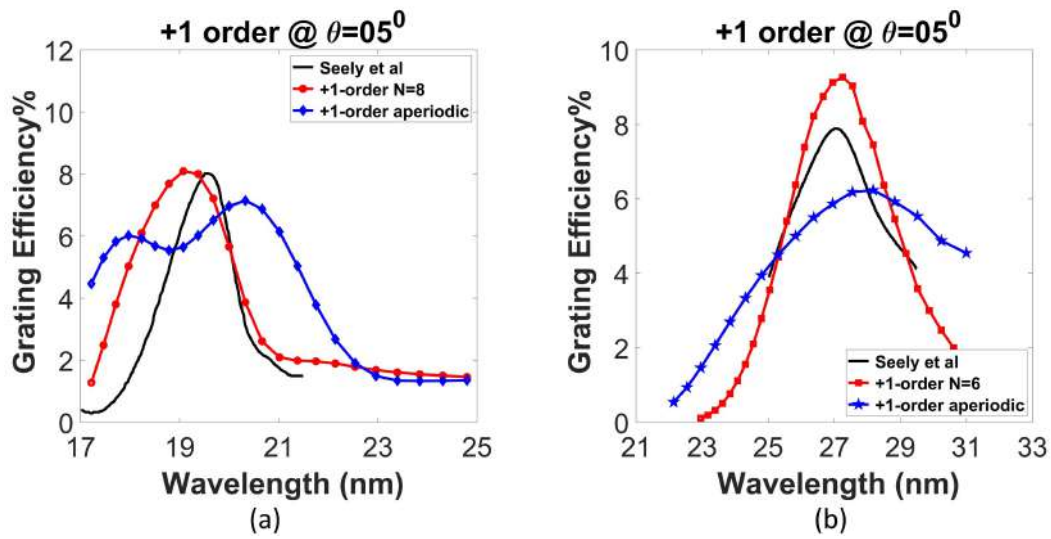 +1 order @ θ=05⁰
Grating Efficiency%
12
10
8
6
4
2
0
Seely et al
+1-order N=8
+1-order aperiodic
17 19 21 23 25
Wavelength (nm)
(a)
+1 order @ θ=05⁰
Grating Efficiency%
10
8
6
4
2
0
Seely et al
+1-order N=6
+1-order aperiodic
21 23 25 27 29 31 33
Wavelength (nm)
(b)